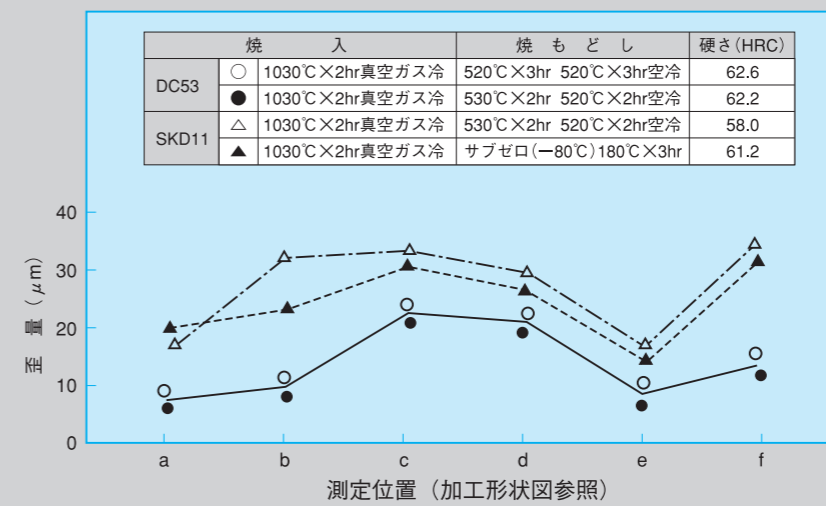 焼 入 焼 も ど し 硬さ(HRC)
DC53 ○ 1030℃×2hr真空ガス冷 520℃×3hr 520℃×3hr空冷 62.6
● 1030℃×2hr真空ガス冷 530℃×2hr 520℃×2hr空冷 62.2
SKD11 △ 1030℃×2hr真空ガス冷 530℃×2hr 520℃×2hr空冷 58.0
▲ 1030℃×2hr真空ガス冷 サブゼロ(ー80℃)180℃×3hr 61.2
歪 量 (μm)
40
30
20
10
0
a b c d e f
測定位置(加工形状図参照)